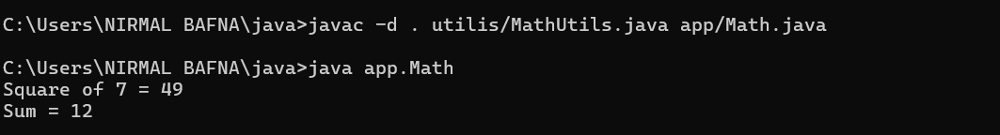 C:\Users\NIRMAL BAFNA\java>javac -d . utilis/MathUtils.java app/Math.java
C:\Users\NIRMAL BAFNA\java>java app.Math
Square of 7 = 49
Sum = 12